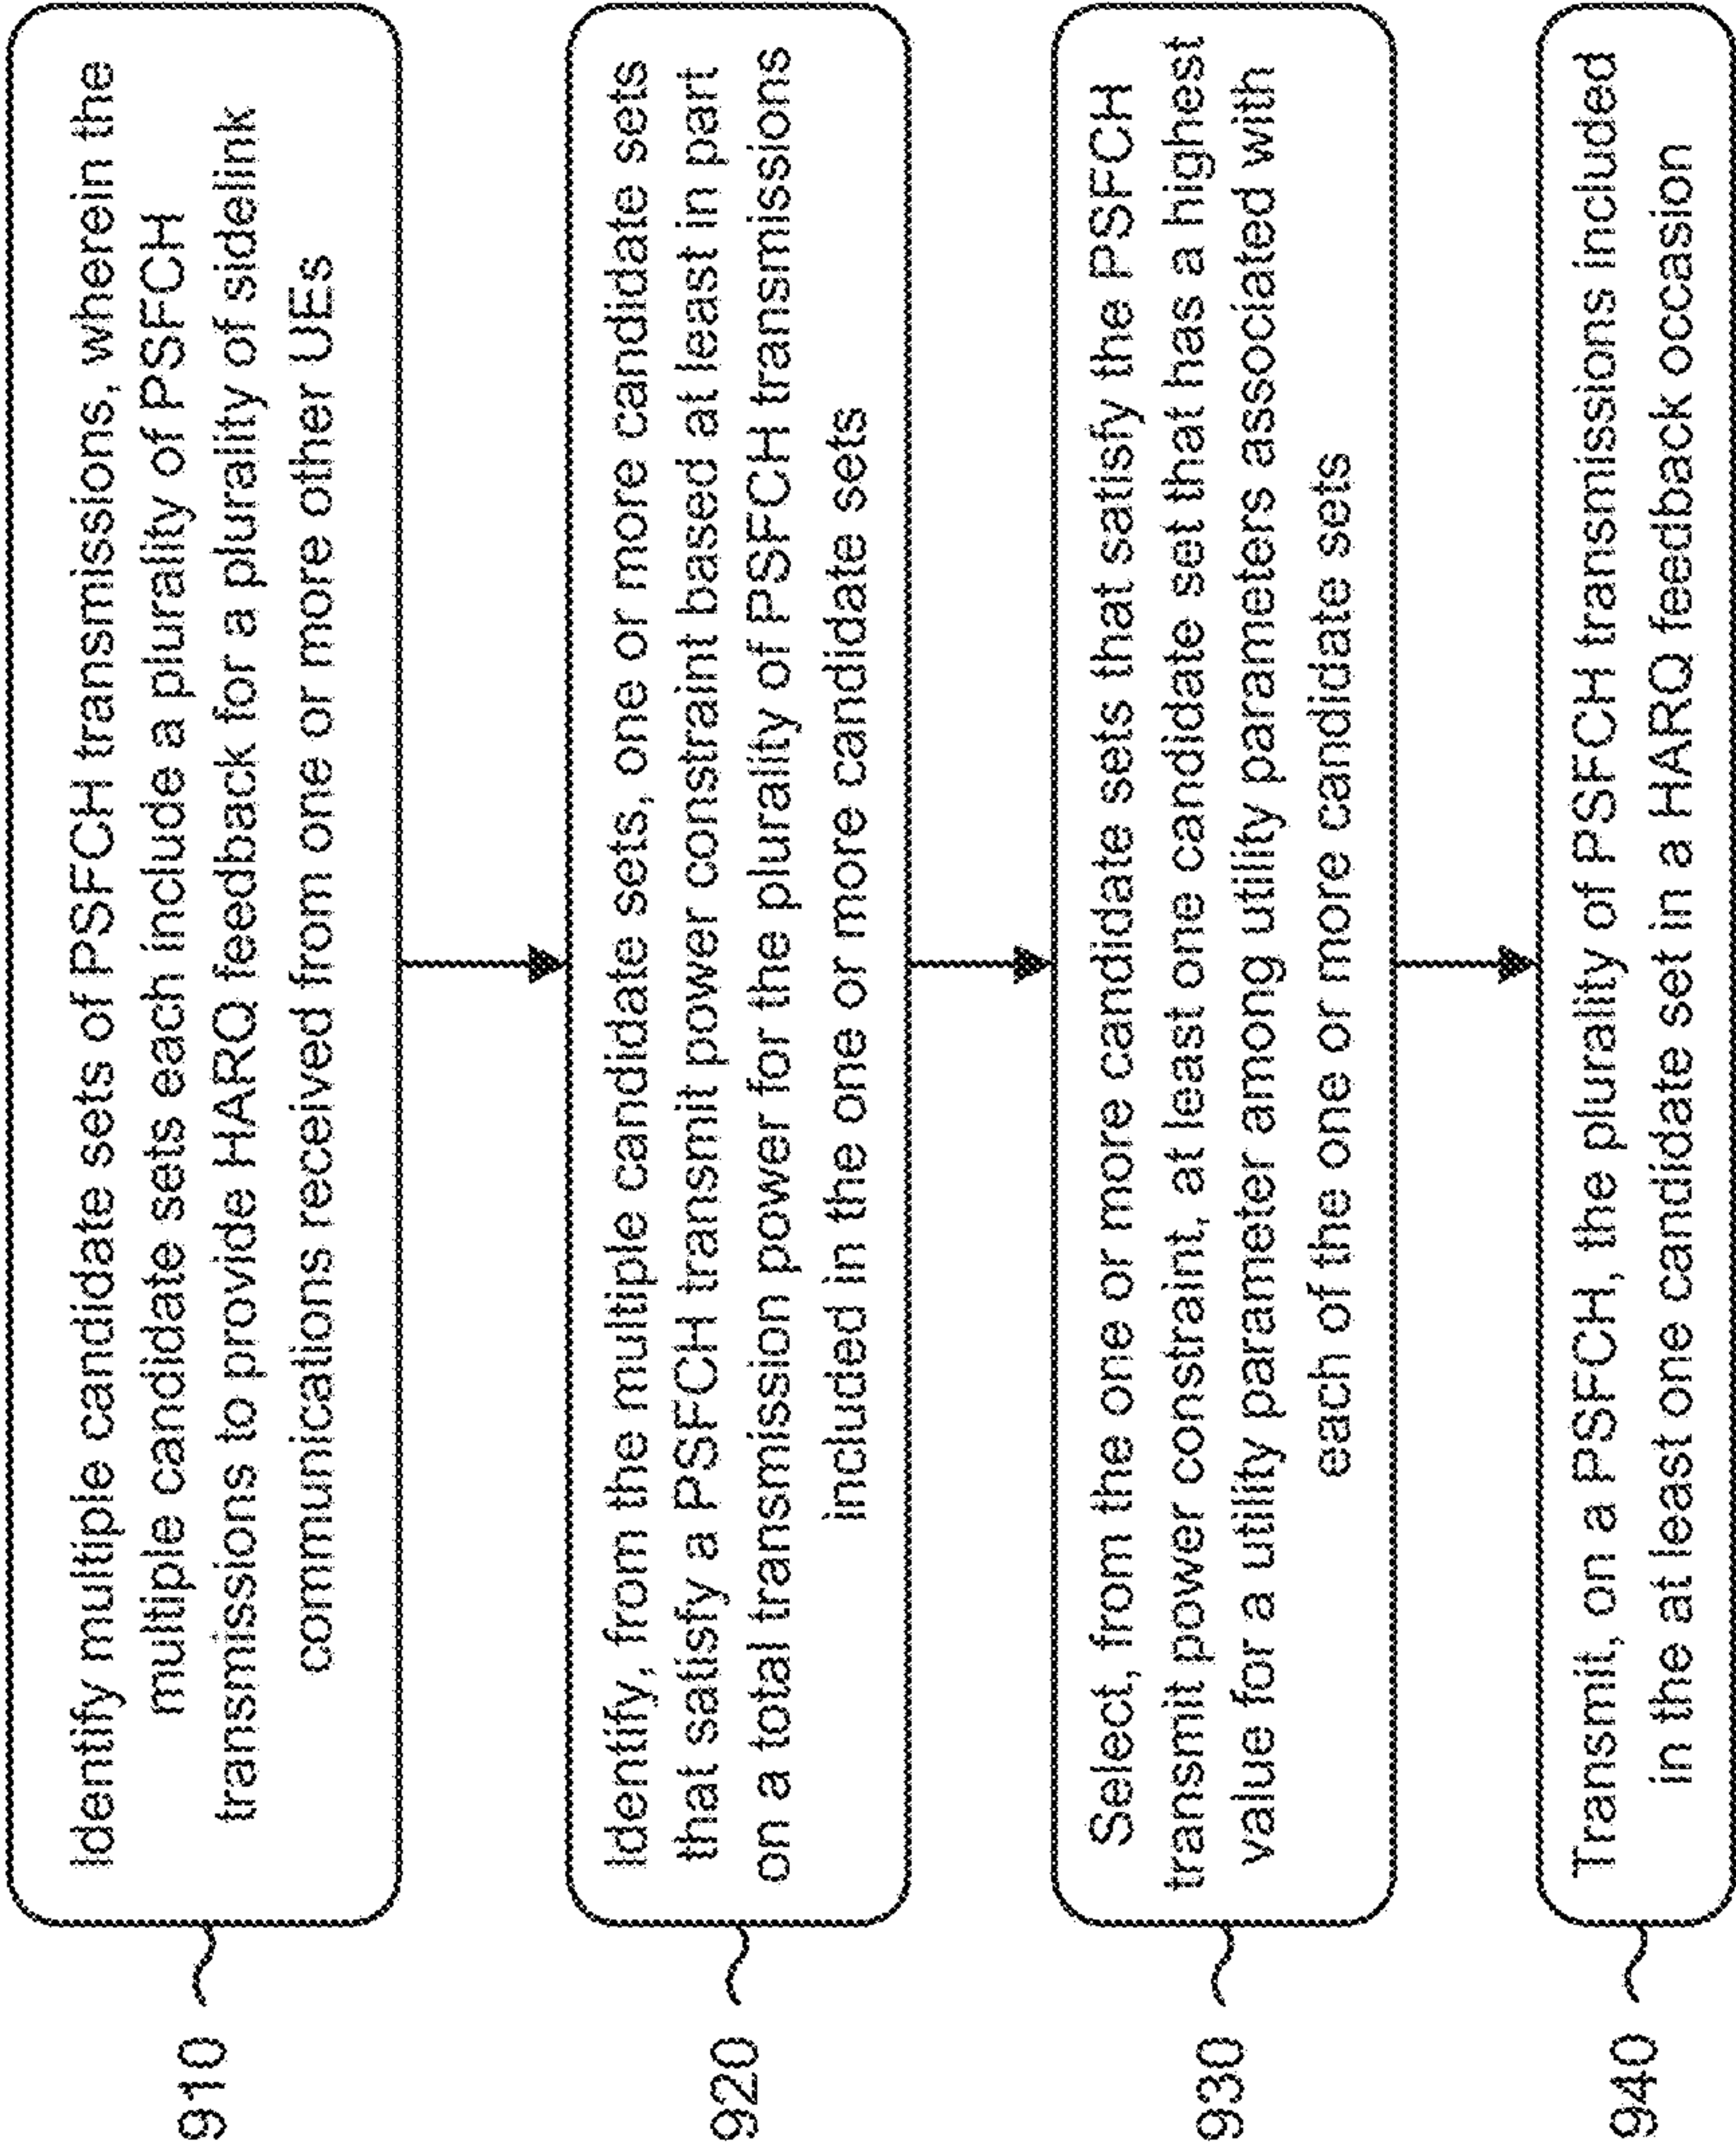 910
Identify multiple candidate sets of PSFCH transmissions, wherein the
multiple candidate sets each include a plurality of PSFCH
transmissions to provide HARQ feedback for a plurality of sidelink
communications received from one or more other UEs
920
Identify, from the multiple candidate sets, one or more candidate sets
that satisfy a PSFCH transmit power constraint based at least in part
on a total transmission power for the plurality of PSFCH transmissions
included in the one or more candidate sets
930
Select, from the one or more candidate sets that satisfy the PSFCH
transmit power constraint, at least one candidate set that has a highest
value for a utility parameter among utility parameters associated with
each of the one or more candidate sets
940
Transmit, on a PSFCH, the plurality of PSFCH transmissions included
in the at least one candidate set in a HARQ feedback occasion